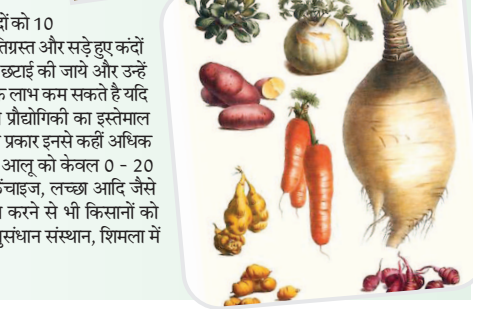 दों को 10
तिग्रस्त और सड़े हुए कंदों
छटाई की जाये और उन्हें
लाभ कम सकते है यदि
प्रौद्योगिकी का इस्तेमाल
प्रकार इनसे कहीं अधिक
आलू को केवल 0 - 20
ंचाइज, लच्छा आदि जैसे
करने से भी किसानों को
ुसंधान संस्थान, शिमला में